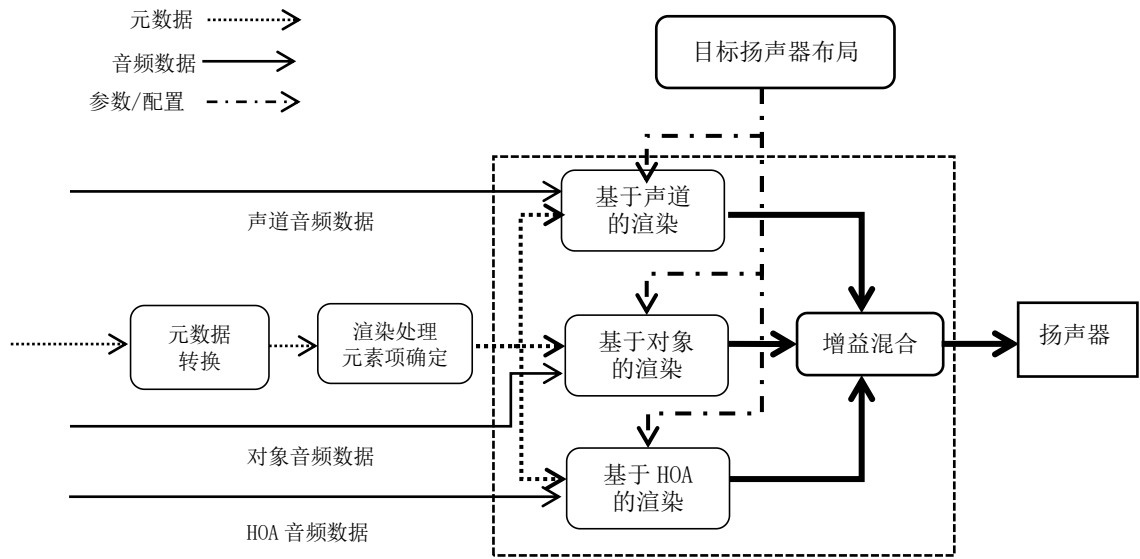 元数据
音频数据
参数/配置
目标扬声器布局
声道音频数据
基于声道
的渲染
元数据
转换
渲染处理
元素项确定
基于对象
的渲染
增益混合
扬声器
对象音频数据
基于 HOA
的渲染
HOA 音频数据